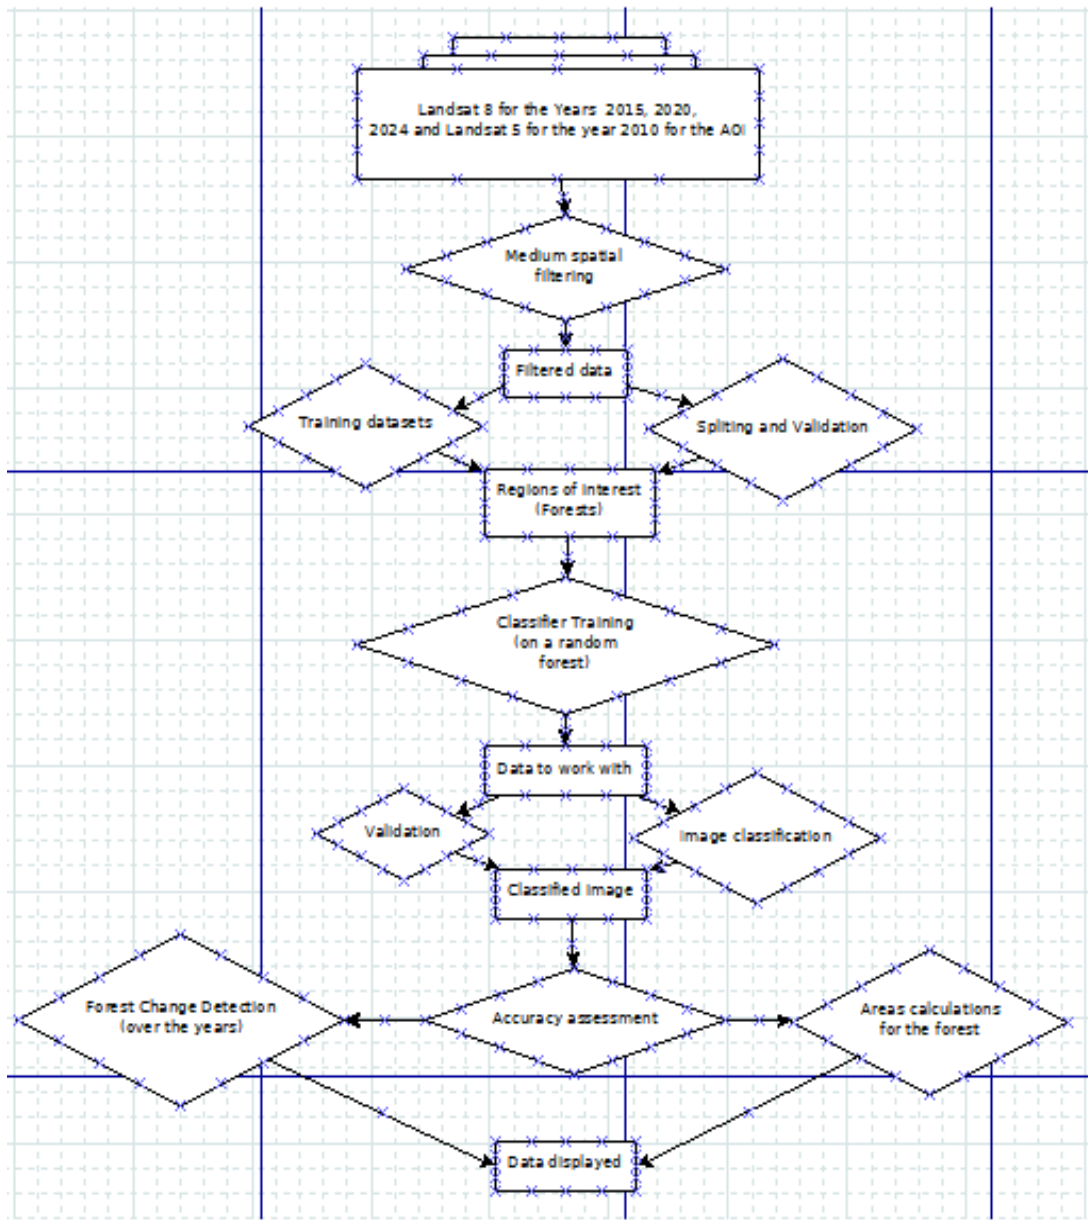 Landsat 8 for the Years 2015, 2020,
2024 and Landsat 5 for the year 2010 for the AOI
Medium spatial
filtering
Filtered data
Training datasets
Spliting and Validation
Regions of interest
(Forests)
Classifier Training
(on a random
forest)
Data to work with
Validation
Image classification
Classified image
Forest Change Detection
(over the years)
Accuracy assessment
Areas calculations
for the forest
Data displayed